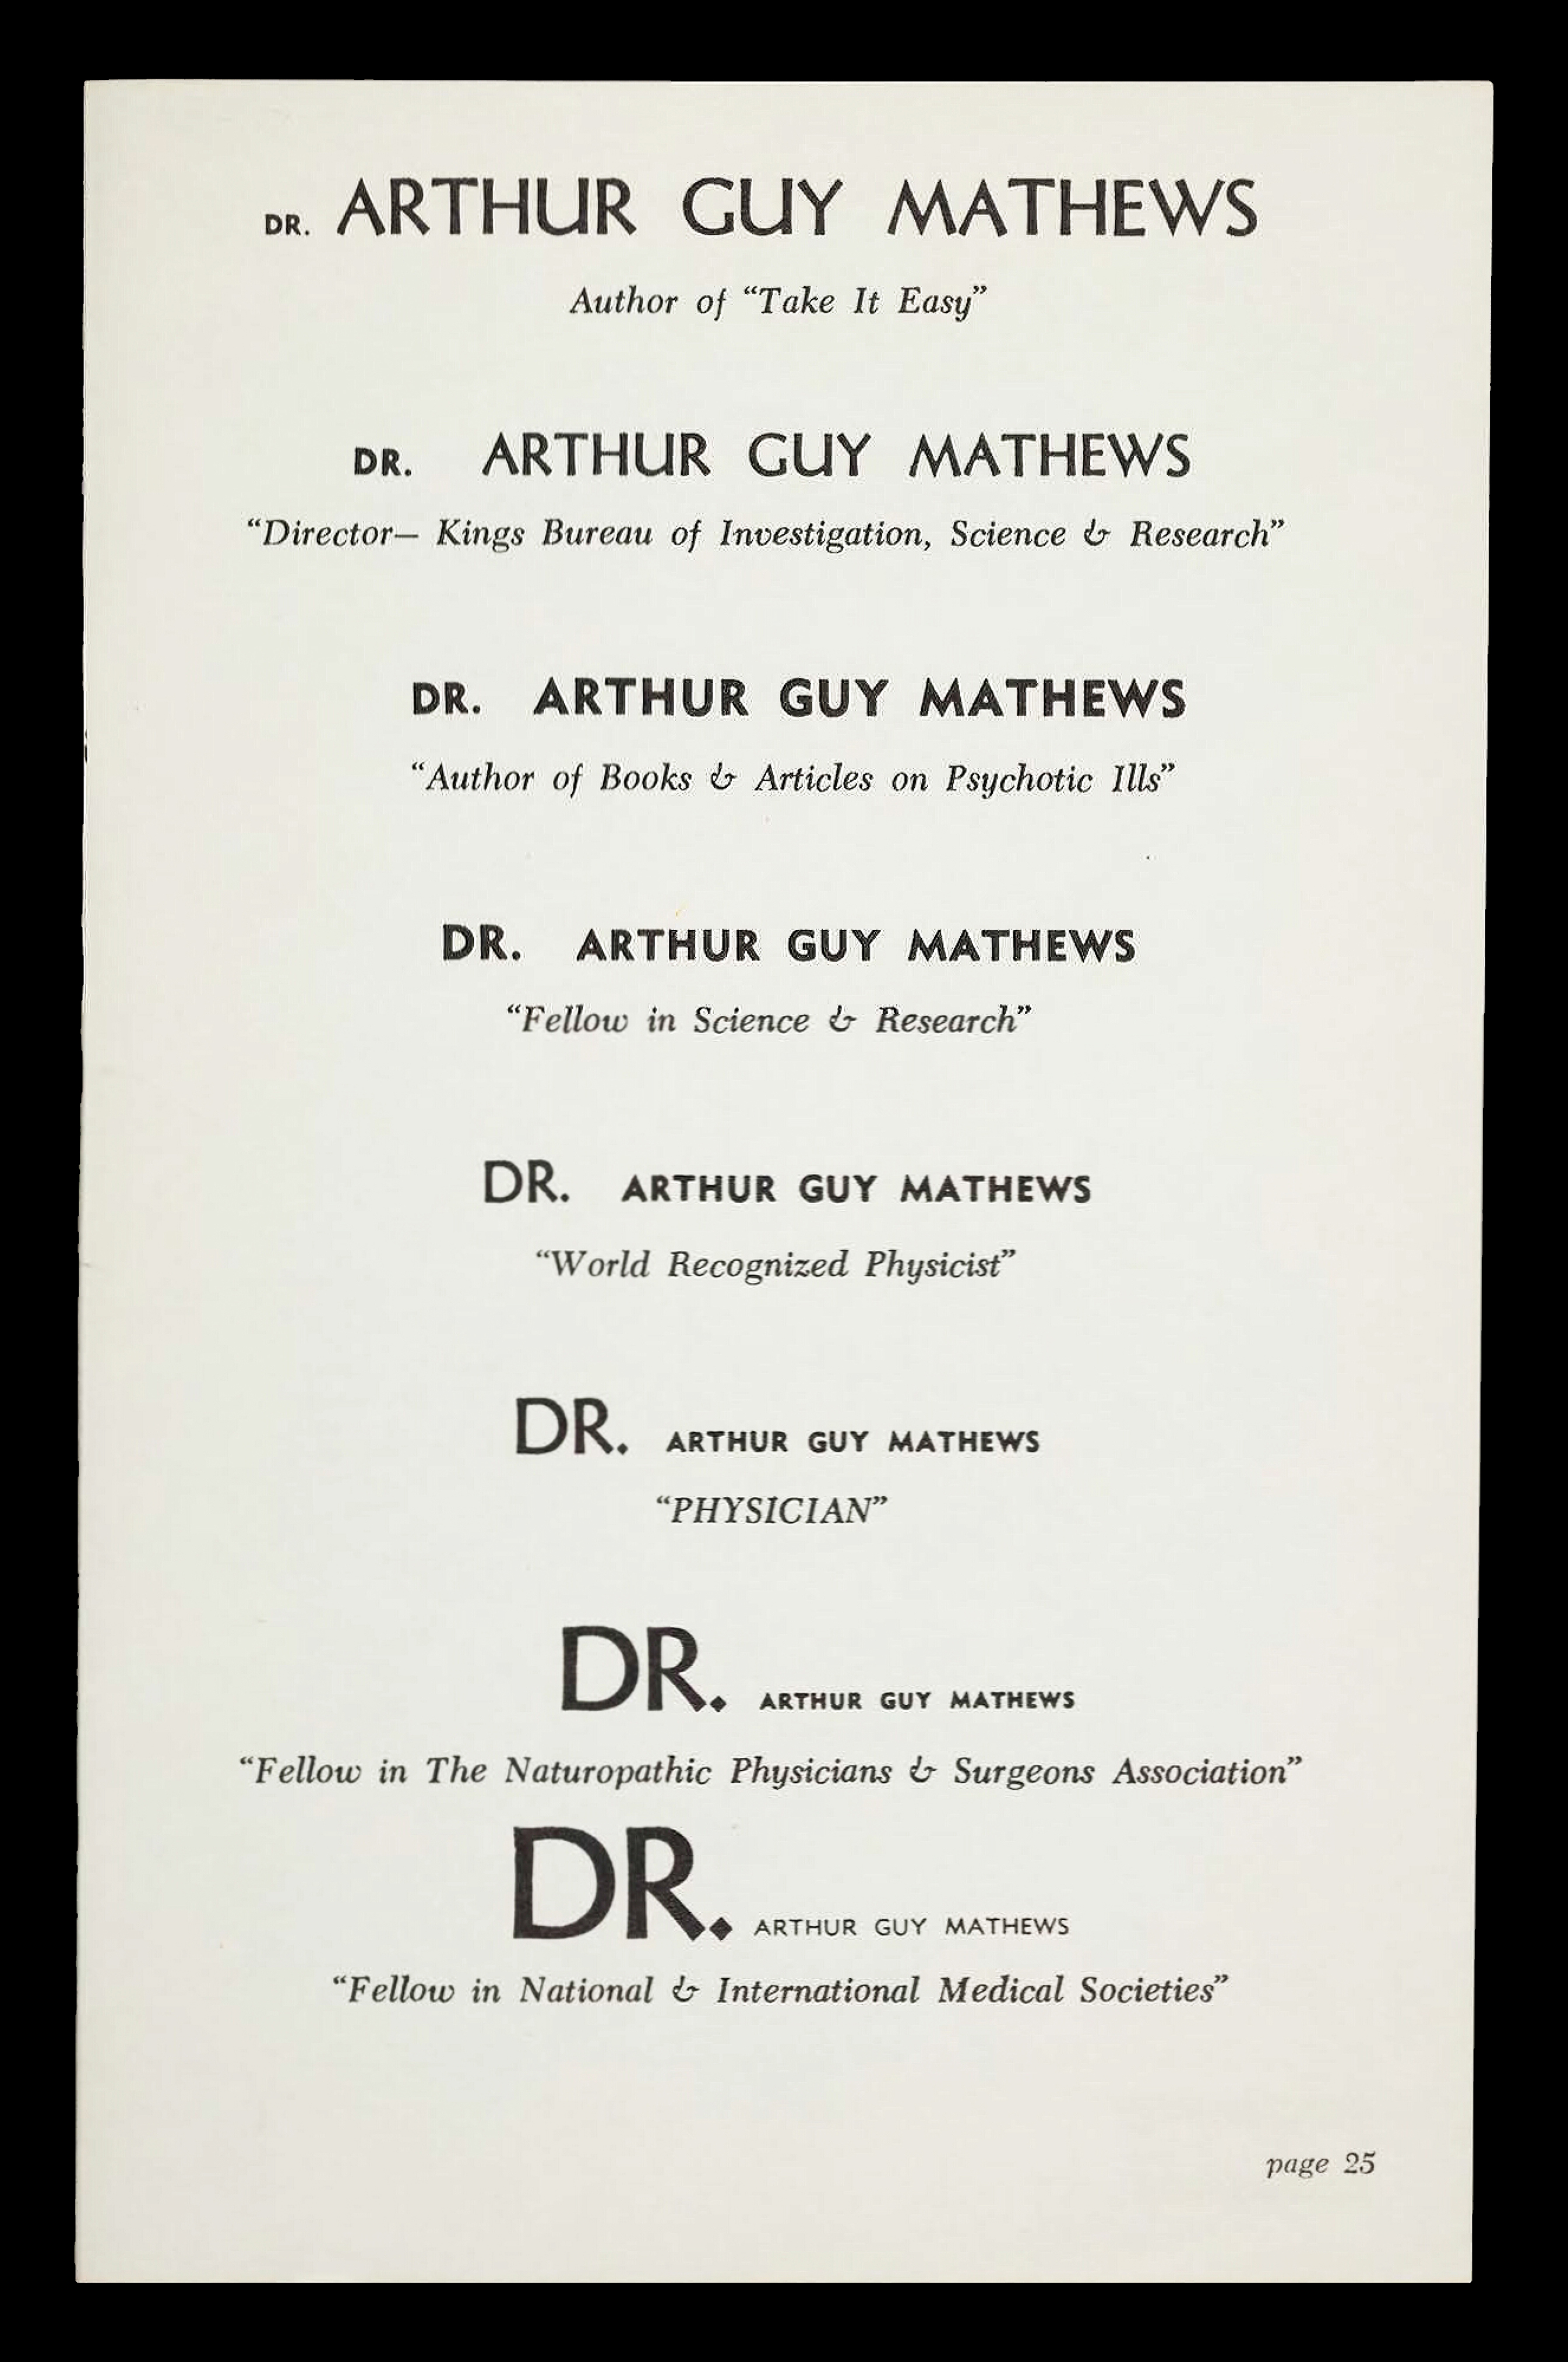 DR. ARTHUR GUY MATHEWS
Author of “Take It Easy”
DR. ARTHUR GUY MATHEWS
“Director— Kings Bureau of Investigation, Science & Research”
DR. ARTHUR GUY MATHEWS
“Author of Books & Articles on Psychotic Ills”
DR. ARTHUR GUY MATHEWS
“Fellow in Science & Research”
DR. ARTHUR GUY MATHEWS
“World Recognized Physicist”
DR. ARTHUR GUY MATHEWS
“PHYSICIAN”
DR. ARTHUR GUY MATHEWS
“Fellow in The Naturopathic Physicians & Surgeons Association”
DR. ARTHUR GUY MATHEWS
“Fellow in National & International Medical Societies”
page 25